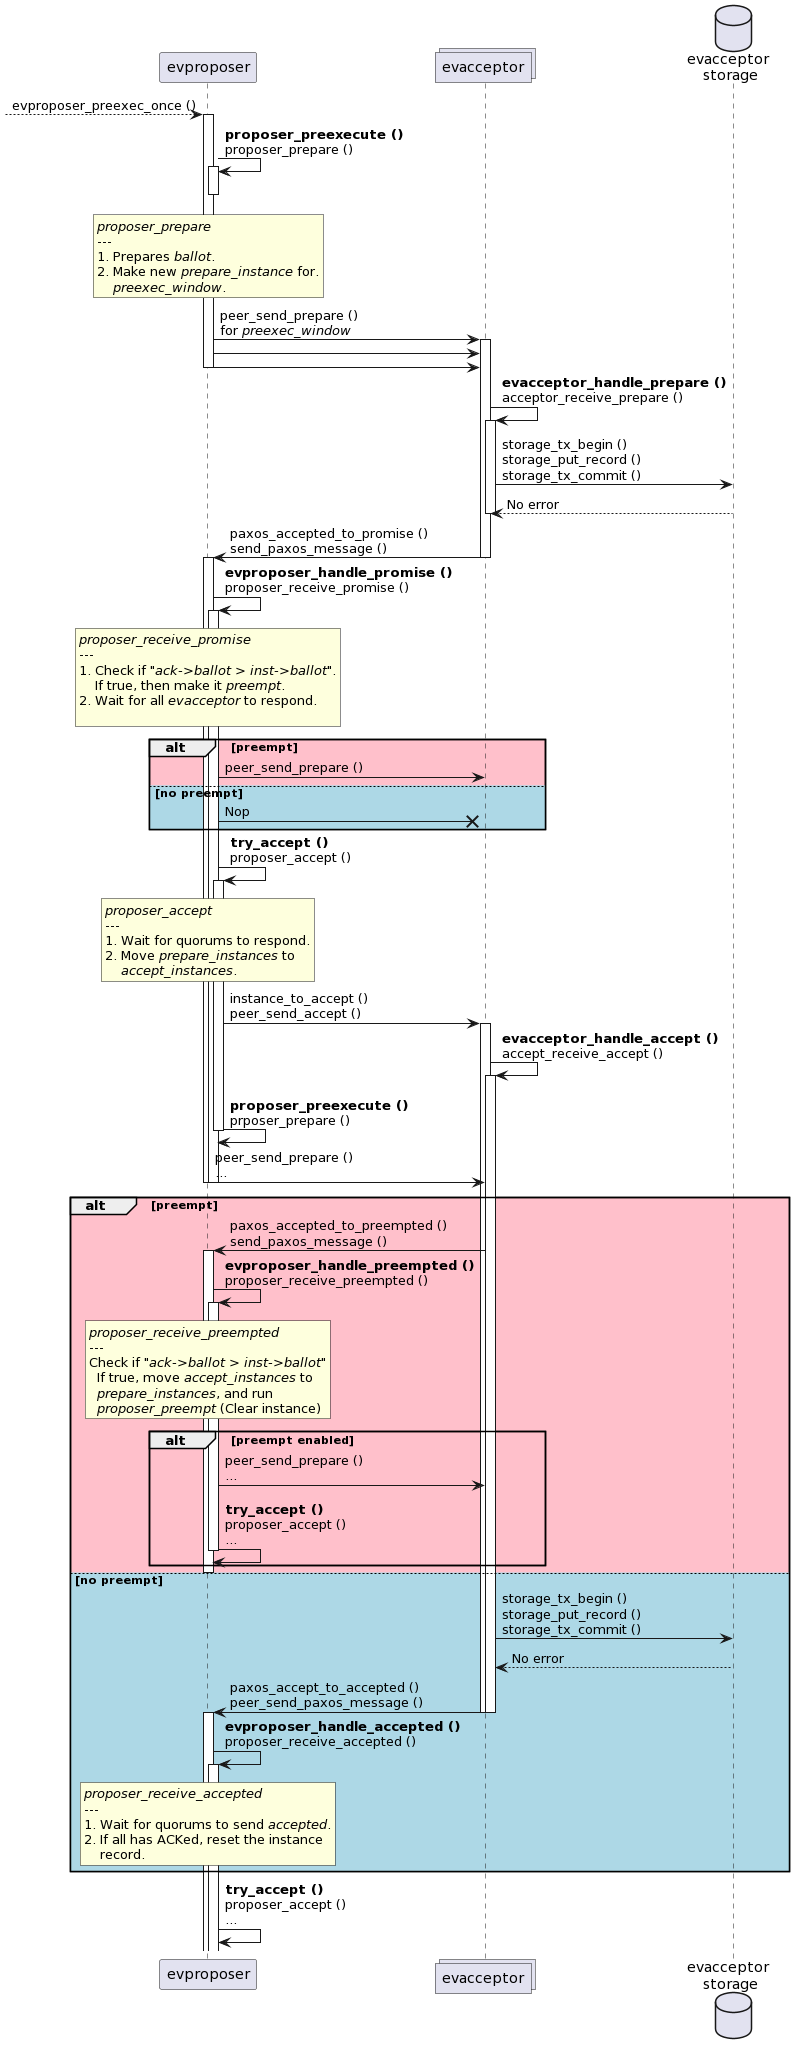 evproposer
evacceptor
evacceptor
storage
evproposer_preexec_once ()
proposer_preexecute ()
proposer_prepare ()
proposer_prepare
---
1. Prepares ballot.
2. Make new prepare_instance for.
preexec_window.
peer_send_prepare ()
for preexec_window
evacceptor_handle_prepare ()
acceptor_receive_prepare ()
storage_tx_begin ()
storage_put_record ()
storage_tx_commit ()
No error
paxos_accepted_to_promise ()
send_paxos_message ()
evproposer_handle_promise ()
proposer_receive_promise ()
proposer_receive_promise
---
1. Check if "ack->ballot > inst->ballot".
If true, then make it preempt.
2. Wait for all evacceptor to respond.
alt [preempt]
peer_send_prepare ()
[no preempt]
Nop
try_accept ()
proposer_accept ()
proposer_accept
---
1. Wait for quorums to respond.
2. Move prepare_instances to
accept_instances.
instance_to_accept ()
peer_send_accept ()
evacceptor_handle_accept ()
accept_receive_accept ()
proposer_preexecute ()
prposer_prepare ()
peer_send_prepare ()
...
alt [preempt]
paxos_accepted_to_preempted ()
send_paxos_message ()
evproposer_handle_preempted ()
proposer_receive_preempted ()
proposer_receive_preempted
---
Check if "ack->ballot > inst->ballot"
If true, move accept_instances to
prepare_instances, and run
proposer_preempt (Clear instance)
alt [preempt enabled]
peer_send_prepare ()
...
try_accept ()
proposer_accept ()
...
[no preempt]
storage_tx_begin ()
storage_put_record ()
storage_tx_commit ()
No error
paxos_accept_to_accepted ()
peer_send_paxos_message ()
evproposer_handle_accepted ()
proposer_receive_accepted ()
proposer_receive_accepted
---
1. Wait for quorums to send accepted.
2. If all has ACKed, reset the instance
record.
try_accept ()
proposer_accept ()
...
evproposer
evacceptor
evacceptor
storage